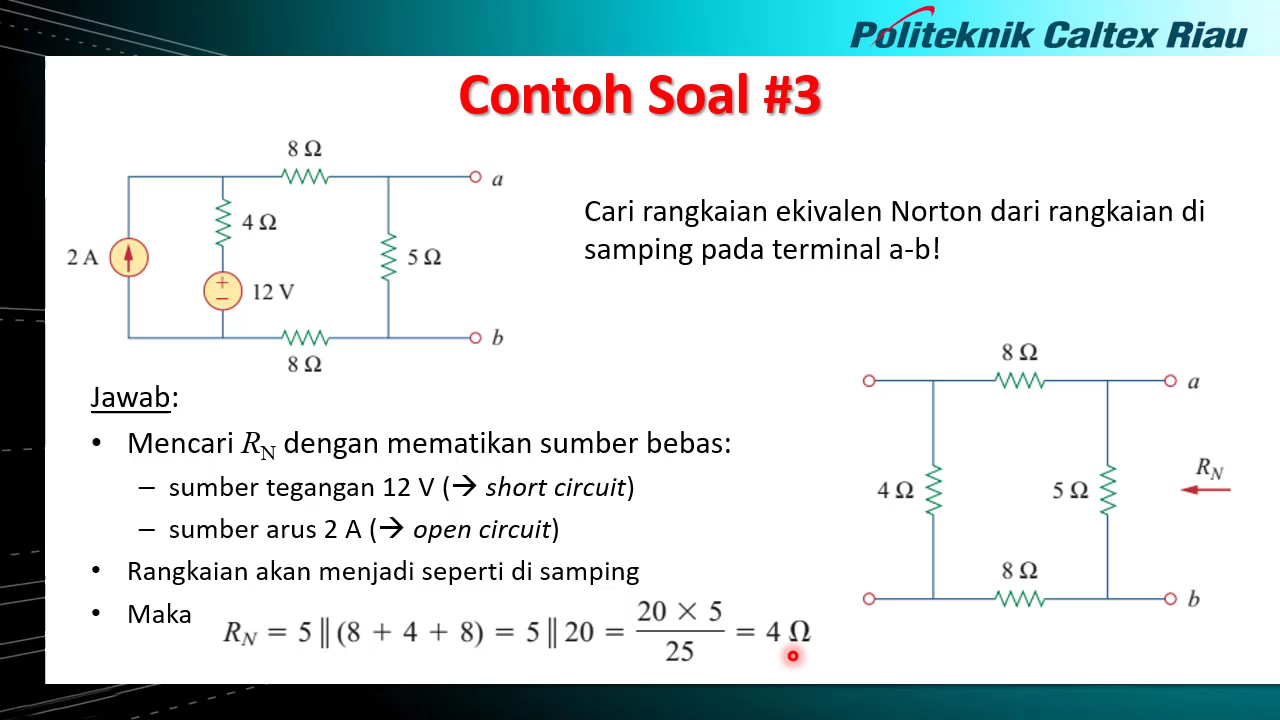 Politeknik Caltex Riau
Contoh Soal #3
8 Ω
a
4 Ω
2 A
5 Ω
12 V
b
8 Ω
Cari rangkaian ekivalen Norton dari rangkaian di
samping pada terminal a-b!
Jawab:
• Mencari RN dengan mematikan sumber bebas:
– sumber tegangan 12 V (→ short circuit)
– sumber arus 2 A (→ open circuit)
• Rangkaian akan menjadi seperti di samping
• Maka
RN = 5 || (8 + 4 + 8) = 5 || 20 = 20 × 5 / 25 = 4 Ω
8 Ω
a
RN
4 Ω
5 Ω
8 Ω
b